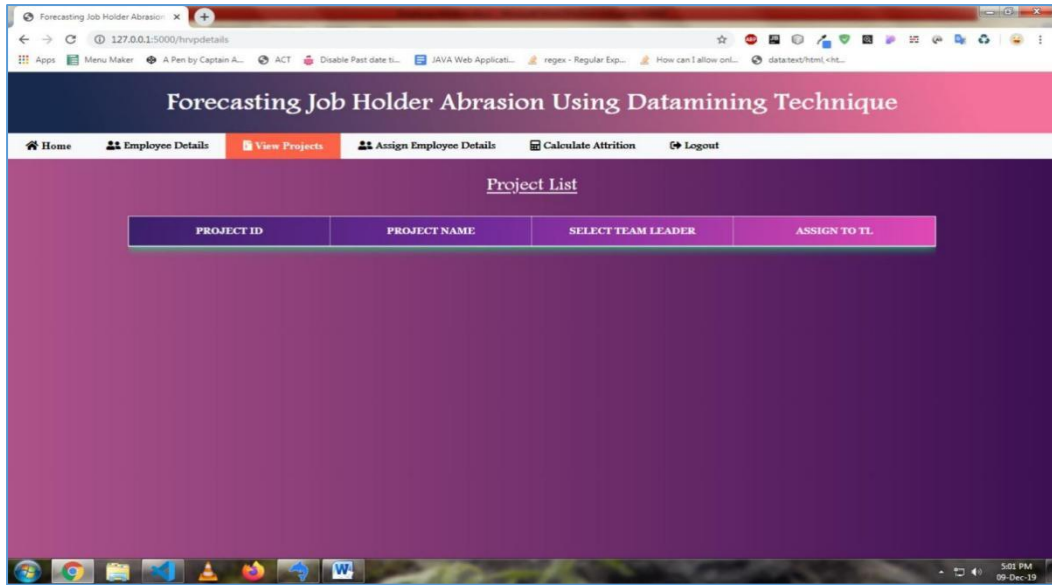 Forecasting Job Holder Abrasion
127.0.0.1:5000/hrvpdetails
Apps Menu Maker A Pen by Captain A... ACT Disable Past date ti... JAVA Web Applicati... regex - Regular Exp... How can I allow onl... data:text/html,<ht...
Forecasting Job Holder Abrasion Using Datamining Technique
Home Employee Details View Projects Assign Employee Details Calculate Attrition Logout
Project List
PROJECT ID PROJECT NAME SELECT TEAM LEADER ASSIGN TO TL
5:01 PM
09-Dec-19